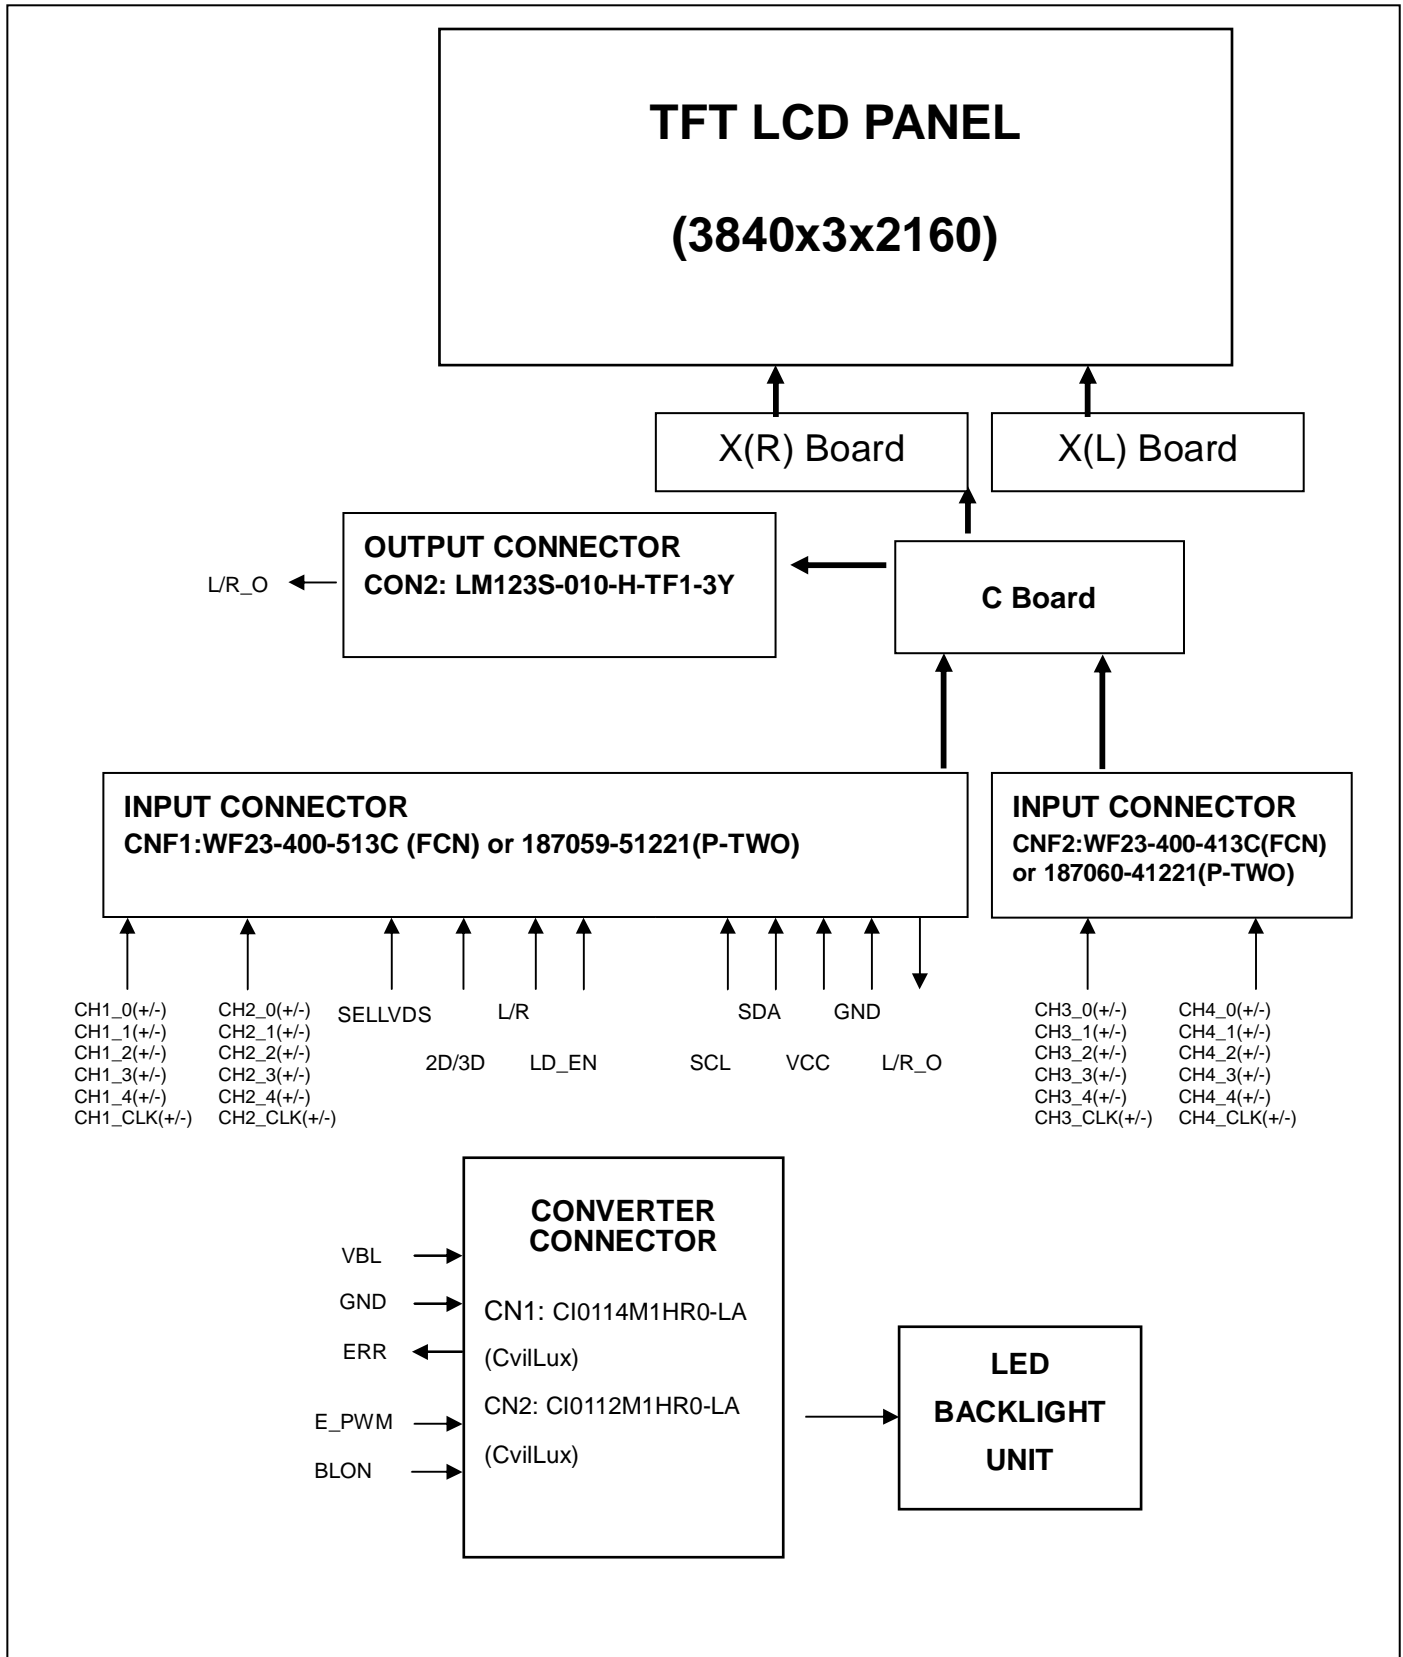 TFT LCD PANEL
(3840x3x2160)
X(R) Board
X(L) Board
OUTPUT CONNECTOR
CON2: LM123S-010-H-TF1-3Y
L/R_O
C Board
INPUT CONNECTOR
CNF1:WF23-400-513C (FCN) or 187059-51221(P-TWO)
INPUT CONNECTOR
CNF2:WF23-400-413C(FCN)
or 187060-41221(P-TWO)
CH1_0(+/-)
CH1_1(+/-)
CH1_2(+/-)
CH1_3(+/-)
CH1_4(+/-)
CH1_CLK(+/-)
CH2_0(+/-)
CH2_1(+/-)
CH2_2(+/-)
CH2_3(+/-)
CH2_4(+/-)
CH2_CLK(+/-)
SELLVDS
2D/3D
L/R
LD_EN
SCL
SDA
VCC
GND
L/R_O
CH3_0(+/-)
CH3_1(+/-)
CH3_2(+/-)
CH3_3(+/-)
CH3_4(+/-)
CH3_CLK(+/-)
CH4_0(+/-)
CH4_1(+/-)
CH4_2(+/-)
CH4_3(+/-)
CH4_4(+/-)
CH4_CLK(+/-)
CONVERTER
CONNECTOR
CN1: CI0114M1HR0-LA
(CvilLux)
CN2: CI0112M1HR0-LA
(CvilLux)
VBL
GND
ERR
E_PWM
BLON
LED
BACKLIGHT
UNIT